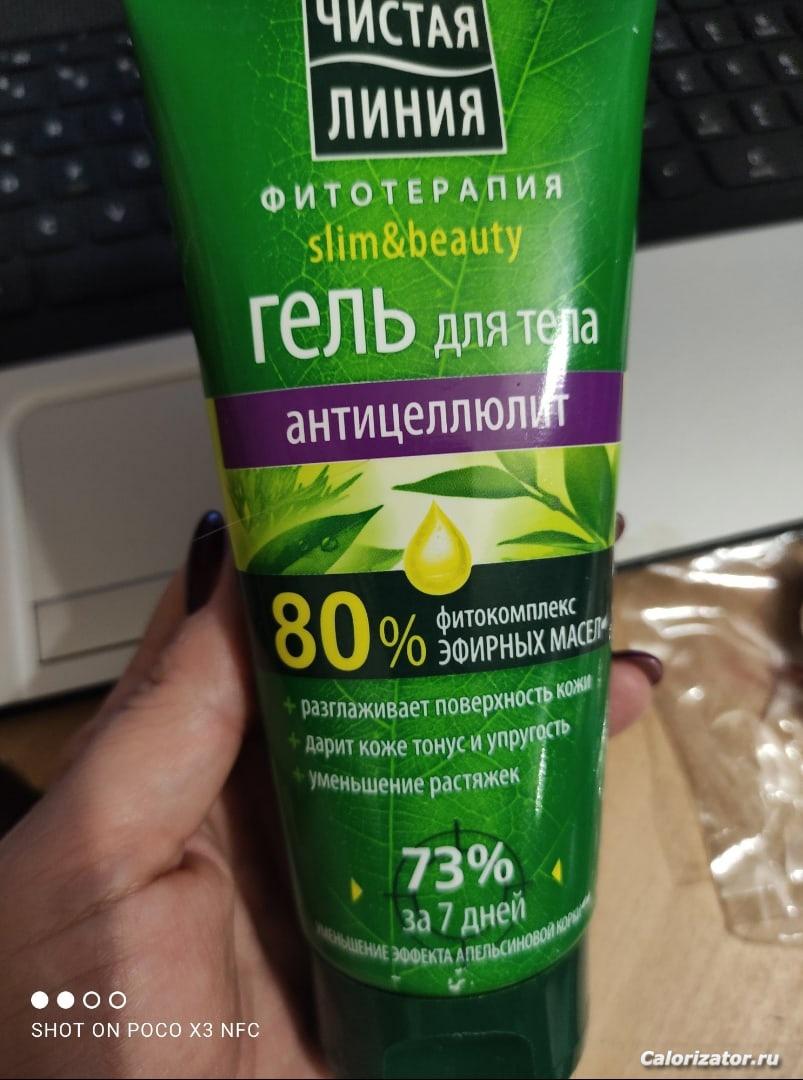 ЧИСТАЯ
ЛИНИЯ
ФИТОТЕРАПИЯ
slim&beauty
гель для тела
антицеллюлит
80% фитокомплекс
ЭФИРНЫХ МАСЕЛ**
+ разглаживает поверхность кожи
+ дарит коже тонус и упругость
+ уменьшение растяжек
73%
за 7 дней
УМЕНЬШЕНИЕ ЭФФЕКТА АПЕЛЬСИНОВОЙ КОРКИ
SHOT ON POCO X3 NFC
Calorizator.ru